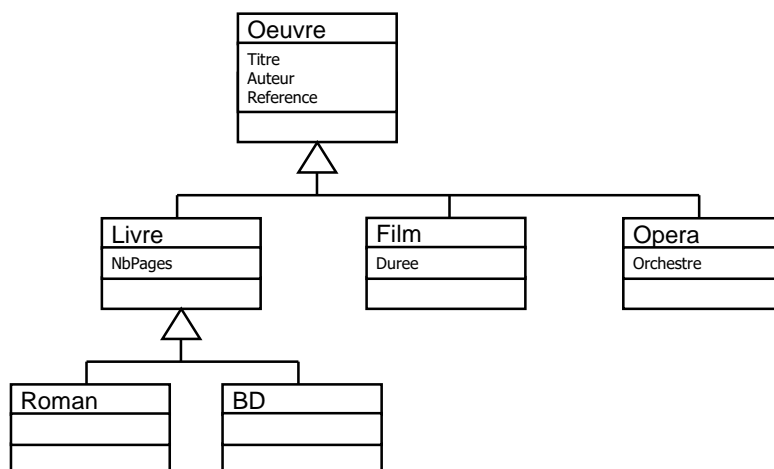 Oeuvre
Titre
Auteur
Reference
Livre
NbPages
Film
Duree
Opera
Orchestre
Roman
BD